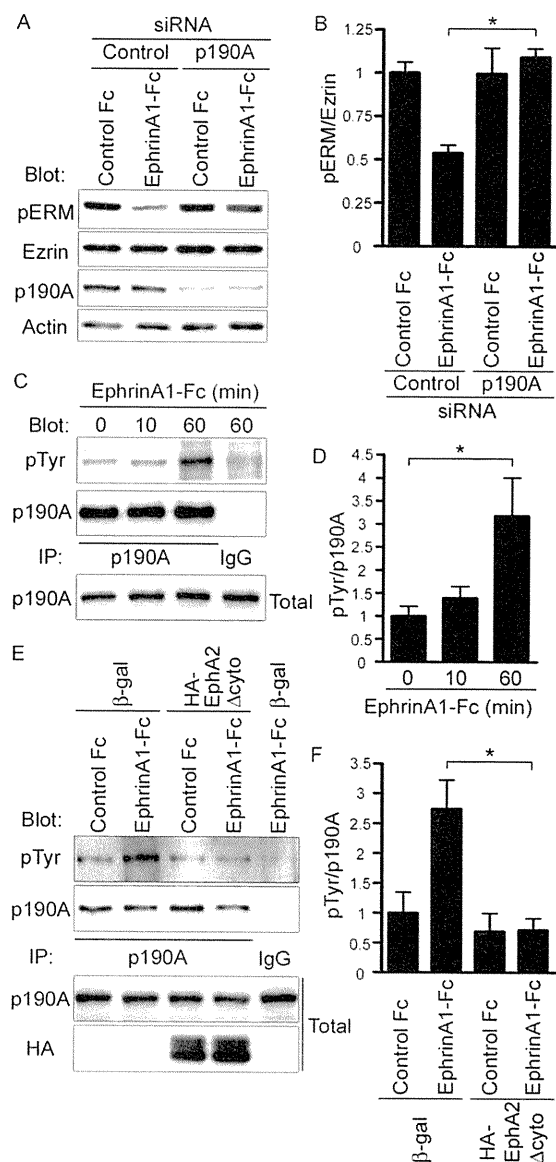 A
siRNA
Control p190A
Control Fc
EphrinA1-Fc
Control Fc
EphrinA1-Fc
Blot:
pERM
Ezrin
p190A
Actin
B
*
pERM/Ezrin
1.25
1
0.75
0.5
0.25
0
Control Fc
EphrinA1-Fc
Control Fc
EphrinA1-Fc
Control p190A
siRNA
C
EphrinA1-Fc (min)
Blot: 0 10 60 60
pTyr
p190A
IP: p190A IgG
p190A Total
D
*
pTyr/p190A
4.5
4
3.5
3
2.5
2
1.5
1
0.5
0
0 10 60
EphrinA1-Fc (min)
E
β-gal
HA-
EphA2
Δcyto
β-gal
Control Fc
EphrinA1-Fc
Control Fc
EphrinA1-Fc
EphrinA1-Fc
Blot:
pTyr
p190A
IP: p190A IgG
p190A
HA
Total
F
*
pTyr/p190A
3.5
3
2.5
2
1.5
1
0.5
0
Control Fc
EphrinA1-Fc
Control Fc
EphrinA1-Fc
β-gal
HA-
EphA2
Δcyto